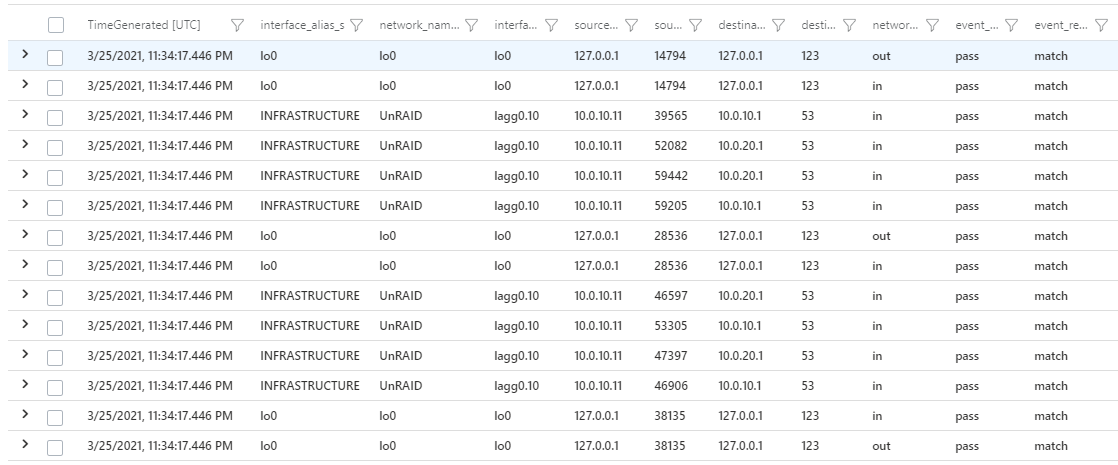 TimeGenerated [UTC] interface_alias_s network_nam... interfa... source... sou... destina... desti... networ... event_... event_re...
3/25/2021, 11:34:17.446 PM lo0 lo0 lo0 127.0.0.1 14794 127.0.0.1 123 out pass match
3/25/2021, 11:34:17.446 PM lo0 lo0 lo0 127.0.0.1 14794 127.0.0.1 123 in pass match
3/25/2021, 11:34:17.446 PM INFRASTRUCTURE UnRAID lagg0.10 10.0.10.11 39565 10.0.10.1 53 in pass match
3/25/2021, 11:34:17.446 PM INFRASTRUCTURE UnRAID lagg0.10 10.0.10.11 52082 10.0.20.1 53 in pass match
3/25/2021, 11:34:17.446 PM INFRASTRUCTURE UnRAID lagg0.10 10.0.10.11 59442 10.0.20.1 53 in pass match
3/25/2021, 11:34:17.446 PM INFRASTRUCTURE UnRAID lagg0.10 10.0.10.11 59205 10.0.10.1 53 in pass match
3/25/2021, 11:34:17.446 PM lo0 lo0 lo0 127.0.0.1 28536 127.0.0.1 123 out pass match
3/25/2021, 11:34:17.446 PM lo0 lo0 lo0 127.0.0.1 28536 127.0.0.1 123 in pass match
3/25/2021, 11:34:17.446 PM INFRASTRUCTURE UnRAID lagg0.10 10.0.10.11 46597 10.0.20.1 53 in pass match
3/25/2021, 11:34:17.446 PM INFRASTRUCTURE UnRAID lagg0.10 10.0.10.11 53305 10.0.10.1 53 in pass match
3/25/2021, 11:34:17.446 PM INFRASTRUCTURE UnRAID lagg0.10 10.0.10.11 47397 10.0.20.1 53 in pass match
3/25/2021, 11:34:17.446 PM INFRASTRUCTURE UnRAID lagg0.10 10.0.10.11 46906 10.0.10.1 53 in pass match
3/25/2021, 11:34:17.446 PM lo0 lo0 lo0 127.0.0.1 38135 127.0.0.1 123 in pass match
3/25/2021, 11:34:17.446 PM lo0 lo0 lo0 127.0.0.1 38135 127.0.0.1 123 out pass match